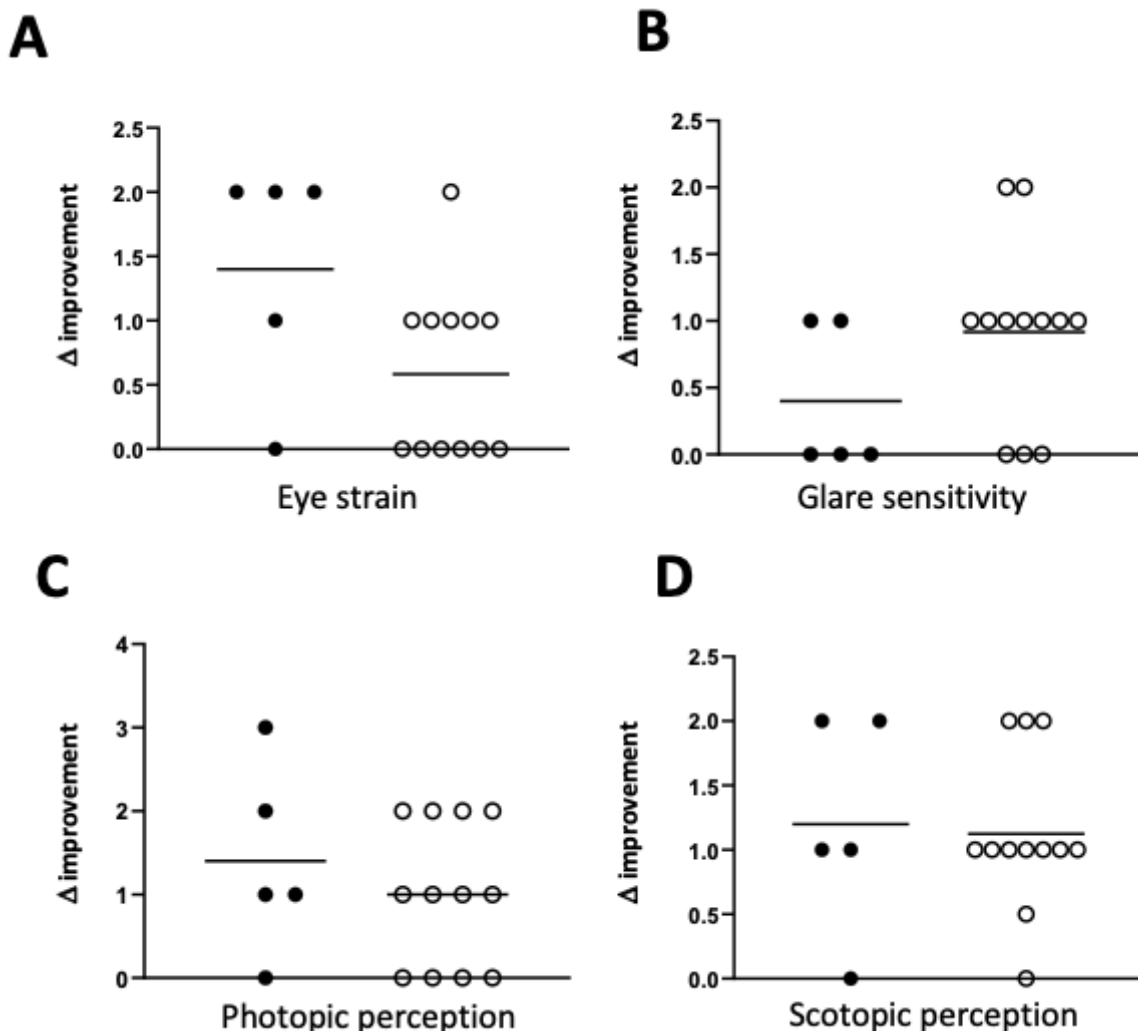 A
2.5
2.0
1.5
1.0
0.5
0.0
Δ improvement
Eye strain
B
2.5
2.0
1.5
1.0
0.5
0.0
Δ improvement
Glare sensitivity
C
4
3
2
1
0
Δ improvement
Photopic perception
D
2.5
2.0
1.5
1.0
0.5
0.0
Δ improvement
Scotopic perception